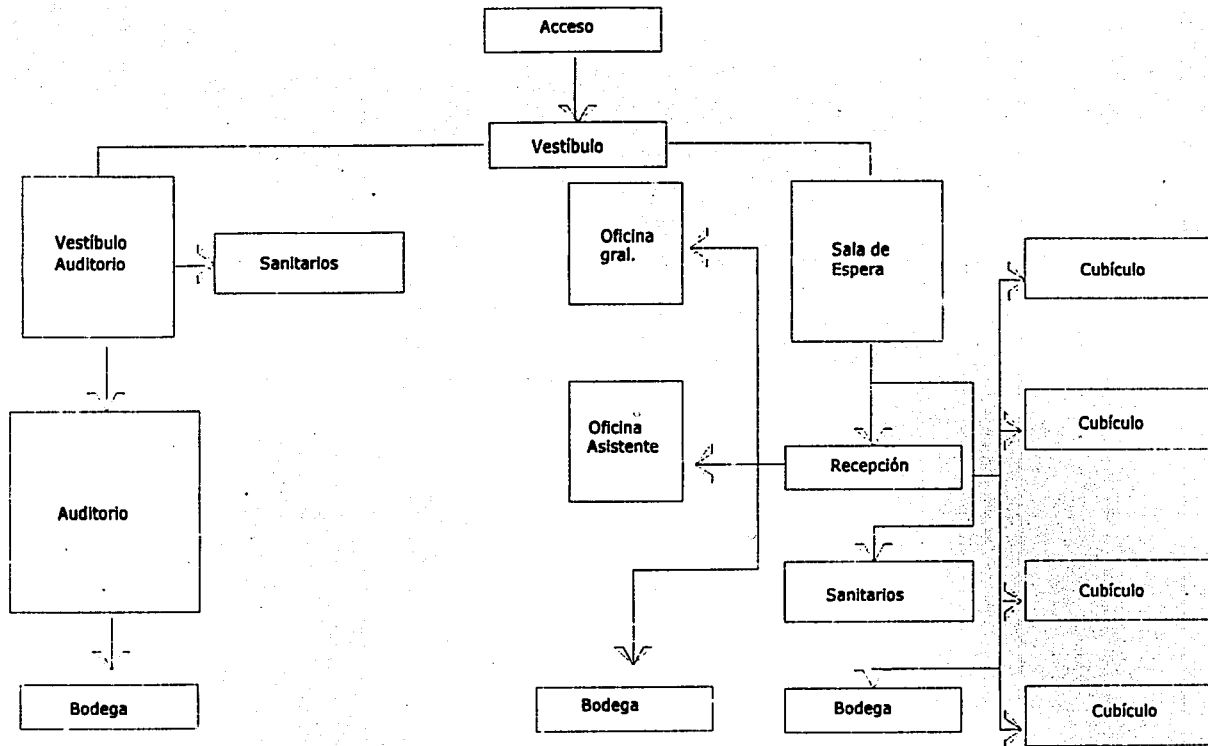 Acceso
Vestíbulo
Vestíbulo
Auditorio
Sanitarios
Oficina
gral.
Sala de
Espera
Cubículo
Cubículo
Oficina
Asistente
Recepción
Auditorio
Sanitarios
Cubículo
Bodega
Bodega
Bodega
Cubículo